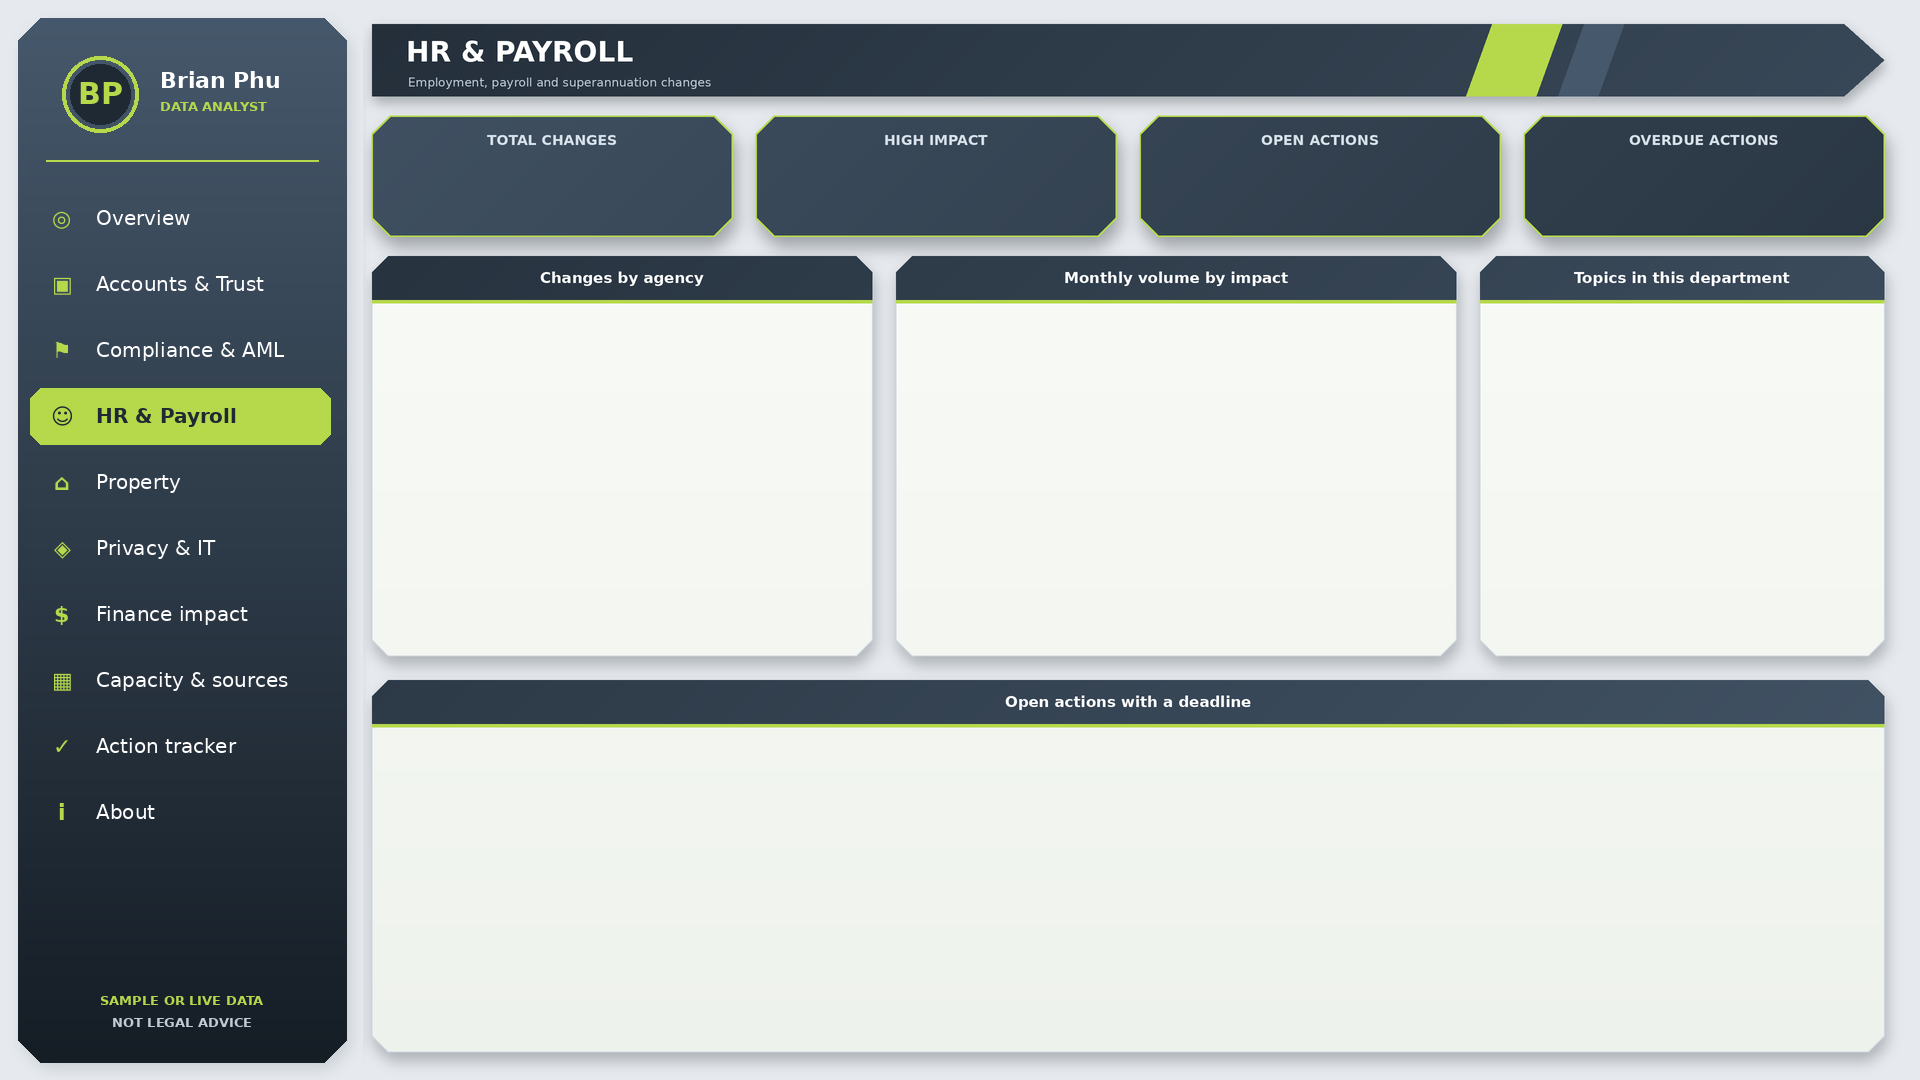 BP
Brian Phu
DATA ANALYST
Overview
Accounts & Trust
Compliance & AML
HR & Payroll
Property
Privacy & IT
$ Finance impact
Capacity & sources
✓ Action tracker
i About
SAMPLE OR LIVE DATA
NOT LEGAL ADVICE
HR & PAYROLL
Employment, payroll and superannuation changes
TOTAL CHANGES
HIGH IMPACT
OPEN ACTIONS
OVERDUE ACTIONS
Changes by agency
Monthly volume by impact
Topics in this department
Open actions with a deadline